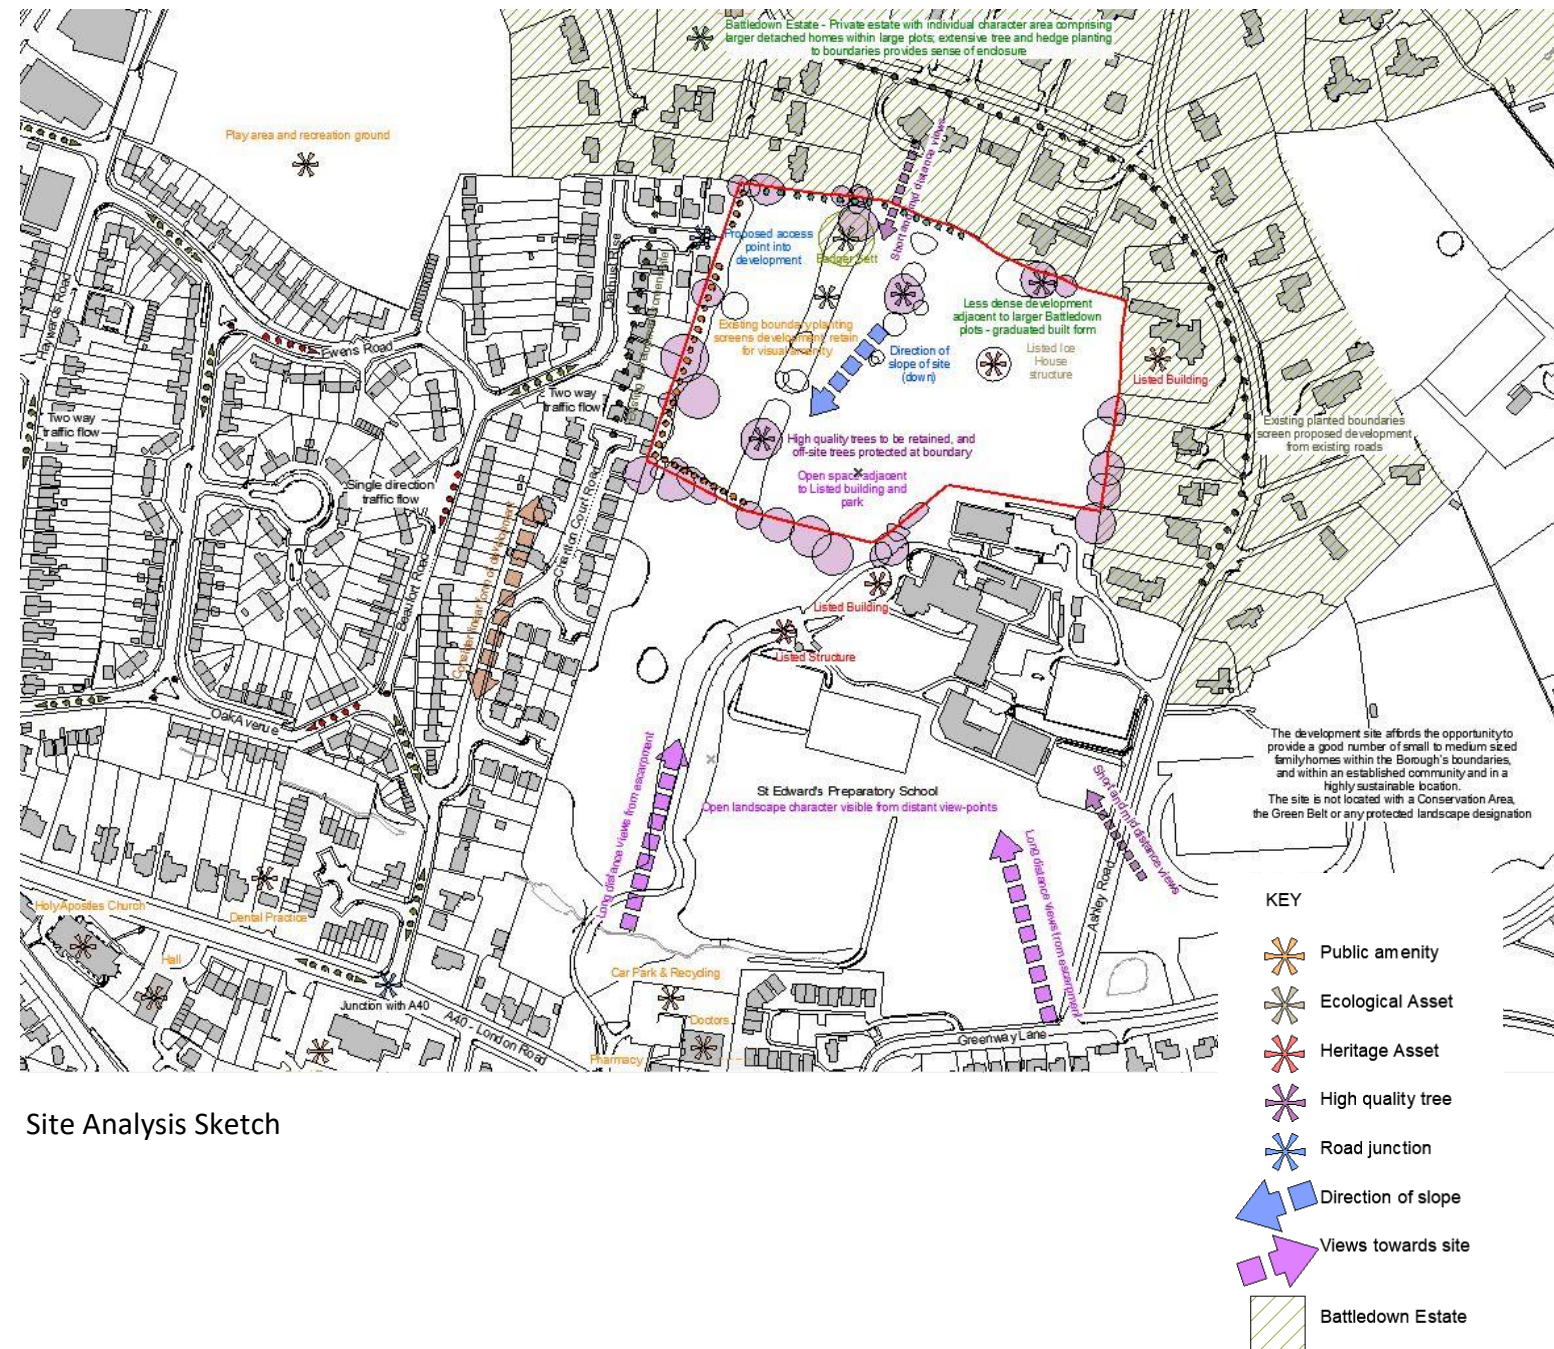 Battledown Estate - Private estate with individual character area comprising
larger detached homes within large plots; extensive tree and hedge planting
to boundaries provides sense of enclosure
Play area and recreation ground
Short and mid distance views
Proposed access
point into
development
Badger Sett
Oakhurst Rise
Haywards Road
Ewens Road
Existing boundary planting
screens development, retain
for visual amenity
Less dense development
adjacent to larger Battledown
plots - graduated built form
Direction of
slope of site
(down)
Listed Ice
House
structure
Listed Building
Two way
traffic flow
Two way
traffic flow
Existing planted boundaries
screen proposed development
from existing roads
High quality trees to be retained, and
off-site trees protected at boundary
Open space adjacent
to Listed building and
park
Single direction
traffic flow
Charlton Court Road
Beaufort Road
Listed Building
Listed Structure
Oak Avenue
The development site affords the opportunity to
provide a good number of small to medium sized
family homes within the Borough's boundaries,
and within an established community and in a
highly sustainable location.
The site is not located with a Conservation Area,
the Green Belt or any protected landscape designation
St Edward's Preparatory School
Open landscape character visible from distant view-points
Long distance views from escarpment
Long distance views from escarpment
Short and mid distance views
Ashley Road
Holy Apostles Church
Dental Practice
Hall
Car Park & Recycling
Junction with A40
A40 - London Road
Doctors
Pharmacy
Greenway Lane
KEY
Public amenity
Ecological Asset
Heritage Asset
High quality tree
Road junction
Direction of slope
Views towards site
Battledown Estate
Site Analysis Sketch